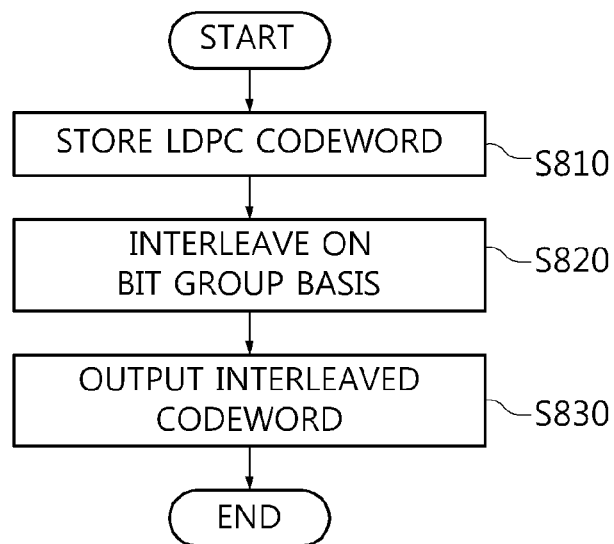 START
STORE LDPC CODEWORD
S810
INTERLEAVE ON
BIT GROUP BASIS
S820
OUTPUT INTERLEAVED
CODEWORD
S830
END